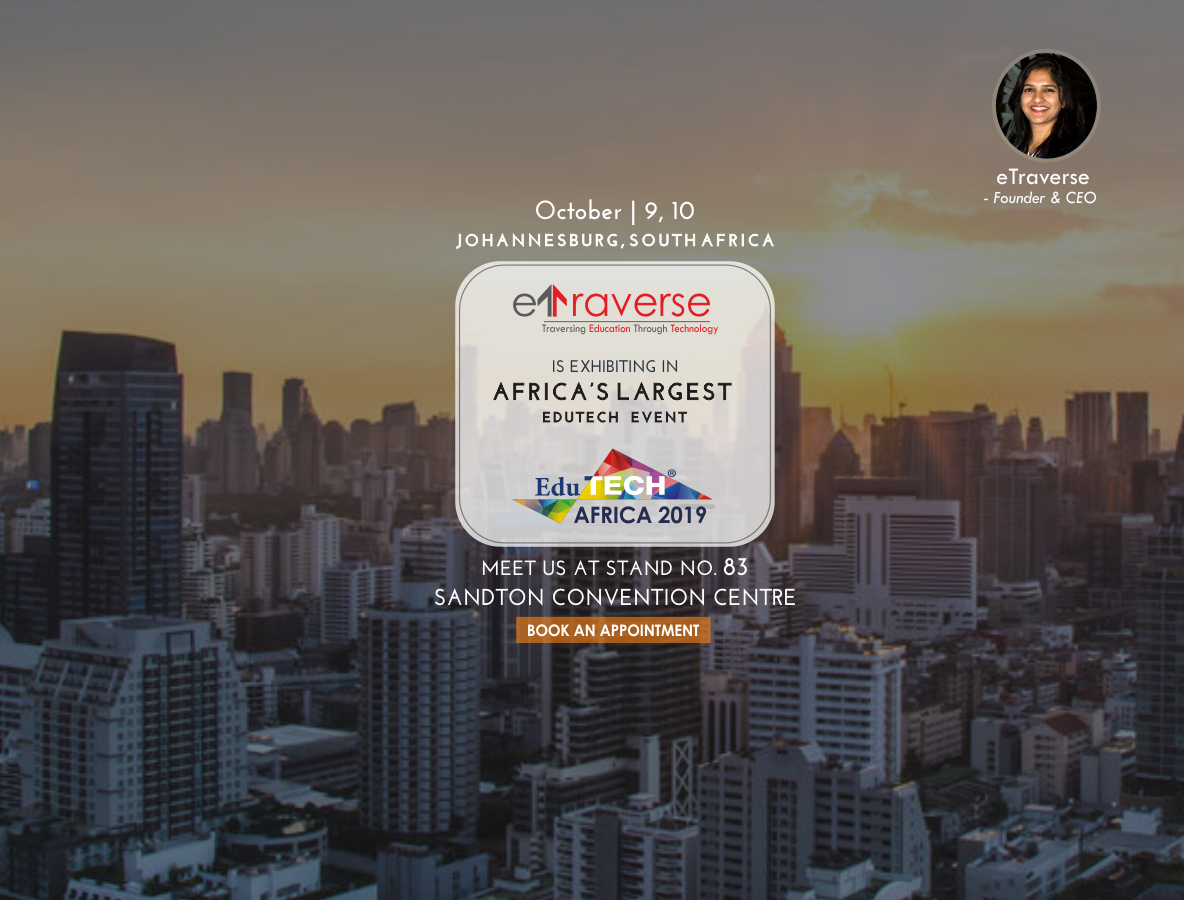 eTraverse
- Founder & CEO
October | 9, 10
JOHANNESBURG, SOUTH AFRICA
eTraverse
Traversing Education Through Technology
IS EXHIBITING IN
AFRICA'S LARGEST
EDUTECH EVENT
EduTECH®
AFRICA 2019
MEET US AT STAND NO. 83
SANDTON CONVENTION CENTRE
BOOK AN APPOINTMENT